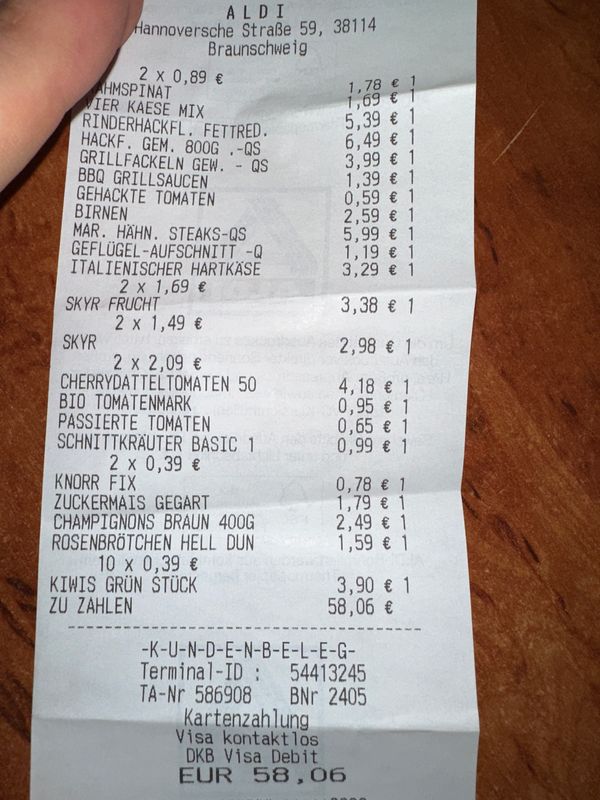 ALDI
Hannoversche Straße 59, 38114
Braunschweig
2 x 0,89 €
AHMSPINAT 1,78 € 1
VIER KAESE MIX 1,69 € 1
RINDERHACKFL. FETTRED. 5,39 € 1
HACKF. GEM. 800G .-QS 6,49 € 1
GRILLFACKELN GEW. - QS 3,99 € 1
BBQ GRILLSAUCEN 1,39 € 1
GEHACKTE TOMATEN 0,59 € 1
BIRNEN 2,59 € 1
MAR. HÄHN. STEAKS-QS 5,99 € 1
GEFLÜGEL-AUFSCHNITT -Q 1,19 € 1
ITALIENISCHER HARTKÄSE 3,29 € 1
2 x 1,69 €
SKYR FRUCHT 3,38 € 1
2 x 1,49 €
SKYR 2,98 € 1
2 x 2,09 €
CHERRYDATTELTOMATEN 50 4,18 € 1
BIO TOMATENMARK 0,95 € 1
PASSIERTE TOMATEN 0,65 € 1
SCHNITTKRÄUTER BASIC 1 0,99 € 1
2 x 0,39 €
KNORR FIX 0,78 € 1
ZUCKERMAIS GEGART 1,79 € 1
CHAMPIGNONS BRAUN 400G 2,49 € 1
ROSENBRÖTCHEN HELL DUN 1,59 € 1
10 x 0,39 €
KIWIS GRÜN STÜCK 3,90 € 1
ZU ZAHLEN 58,06 €
-K-U-N-D-E-N-B-E-L-E-G-
Terminal-ID : 54413245
TA-Nr 586908 BNr 2405
Kartenzahlung
Visa kontaktlos
DKB Visa Debit
EUR 58,06